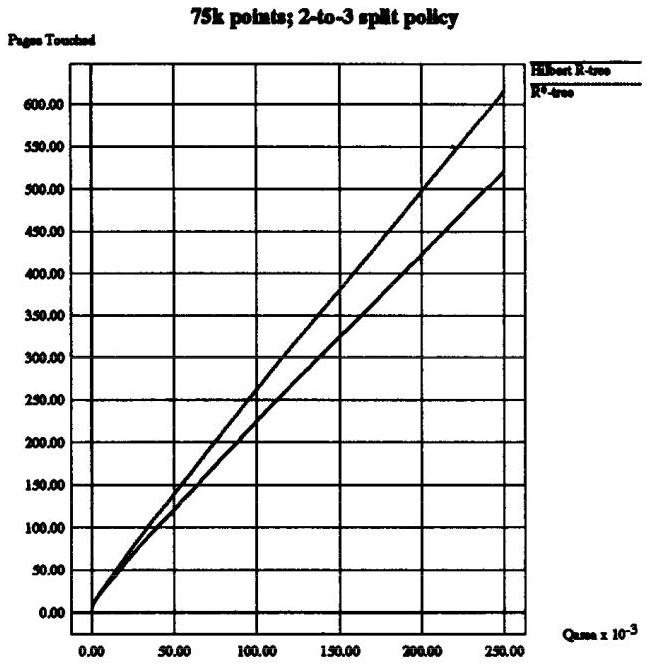 75k points; 2-to-3 split policy
Pages Touched
Hilbert R-tree
R*-tree
600.00
550.00
500.00
450.00
400.00
350.00
300.00
250.00
200.00
150.00
100.00
50.00
0.00
0.00 50.00 100.00 150.00 200.00 250.00
Qarea x 10-3